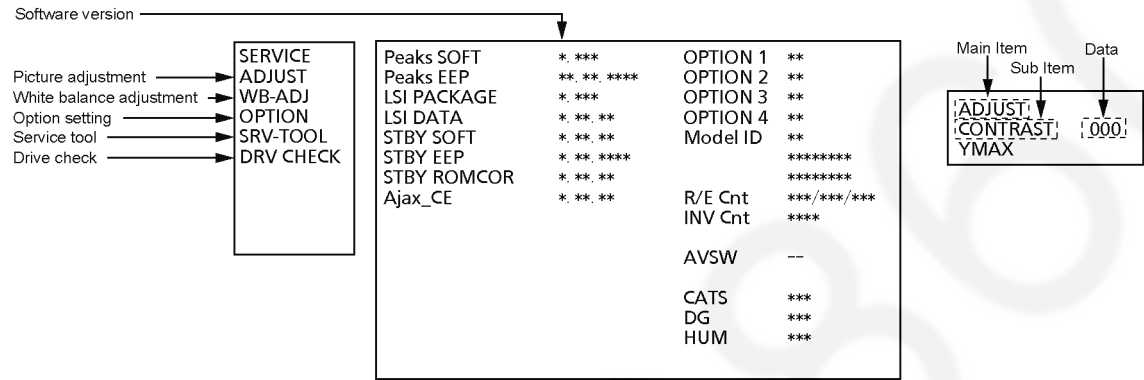 Software version
Picture adjustment
White balance adjustment
Option setting
Service tool
Drive check
SERVICE
ADJUST
WB-ADJ
OPTION
SRV-TOOL
DRV CHECK
Peaks SOFT *. ***
Peaks EEP **. **. ****
LSI PACKAGE *. ***
LSI DATA *. **. **
STBY SOFT *. **. **
STBY EEP *. **. ****
STBY ROMCOR *. **. **
Ajax_CE *. **. **
OPTION 1 **
OPTION 2 **
OPTION 3 **
OPTION 4 **
Model ID **
********
********
R/E Cnt ***/***/***
INV Cnt ****
AVSW --
CATS ***
DG ***
HUM ***
Main Item
Sub Item
Data
ADJUST
CONTRAST 000
YMAX